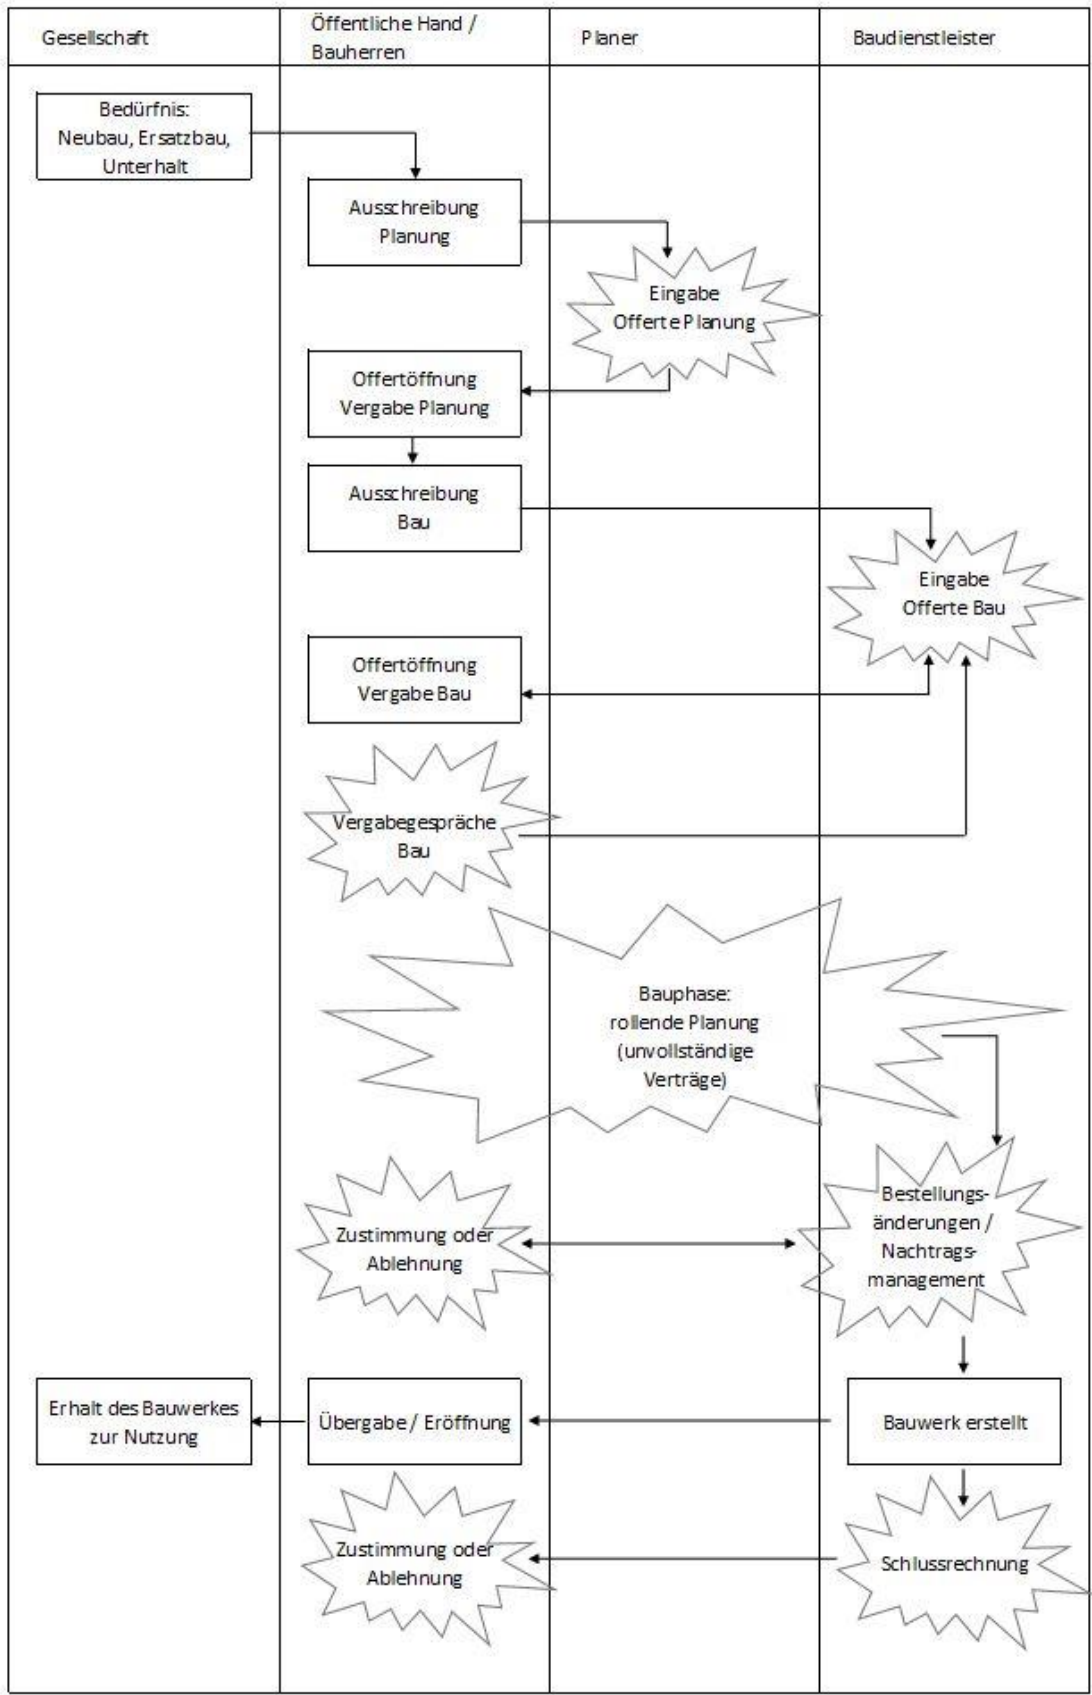 Gesellschaft
Öffentliche Hand /
Bauherren
Planer
Baudienstleister
Bedürfnis:
Neubau, Ersatzbau,
Unterhalt
Ausschreibung
Planung
Eingabe
Offerte Planung
Offertöffnung
Vergabe Planung
Ausschreibung
Bau
Eingabe
Offerte Bau
Offertöffnung
Vergabe Bau
Vergabegespräche
Bau
Bauphase:
rollende Planung
(unvollständige
Verträge)
Bestellungs-
änderungen /
Nachtrags-
management
Zustimmung oder
Ablehnung
Erhalt des Bauwerkes
zur Nutzung
Übergabe / Eröffnung
Bauwerk erstellt
Zustimmung oder
Ablehnung
Schlussrechnung